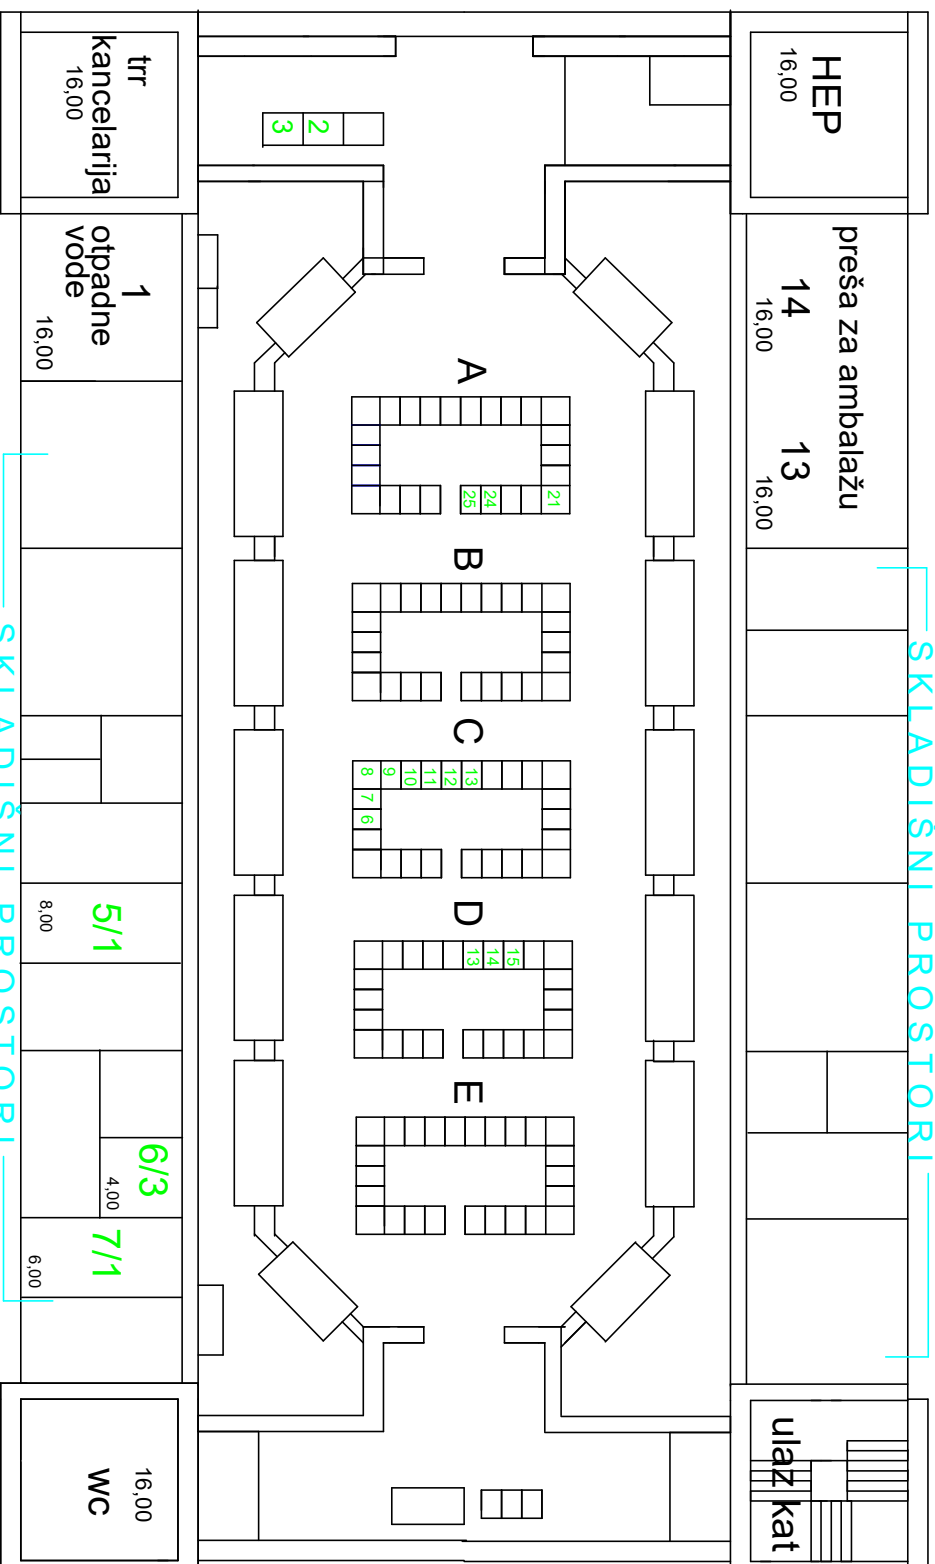 HEP
16,00
preša za ambalažu
14
16,00
13
16,00
SKLADIŠNI PROSTORI
ulaz kat
2
3
A
21
24
25
B
C
13
12
11
10
9
8
7
6
D
15
14
13
E
trr
kancelarija
16,00
1
otpadne
vode
16,00
5/1
8,00
6/3
4,00
7/1
6,00
SKLADIŠNI PROSTORI
16,00
WC